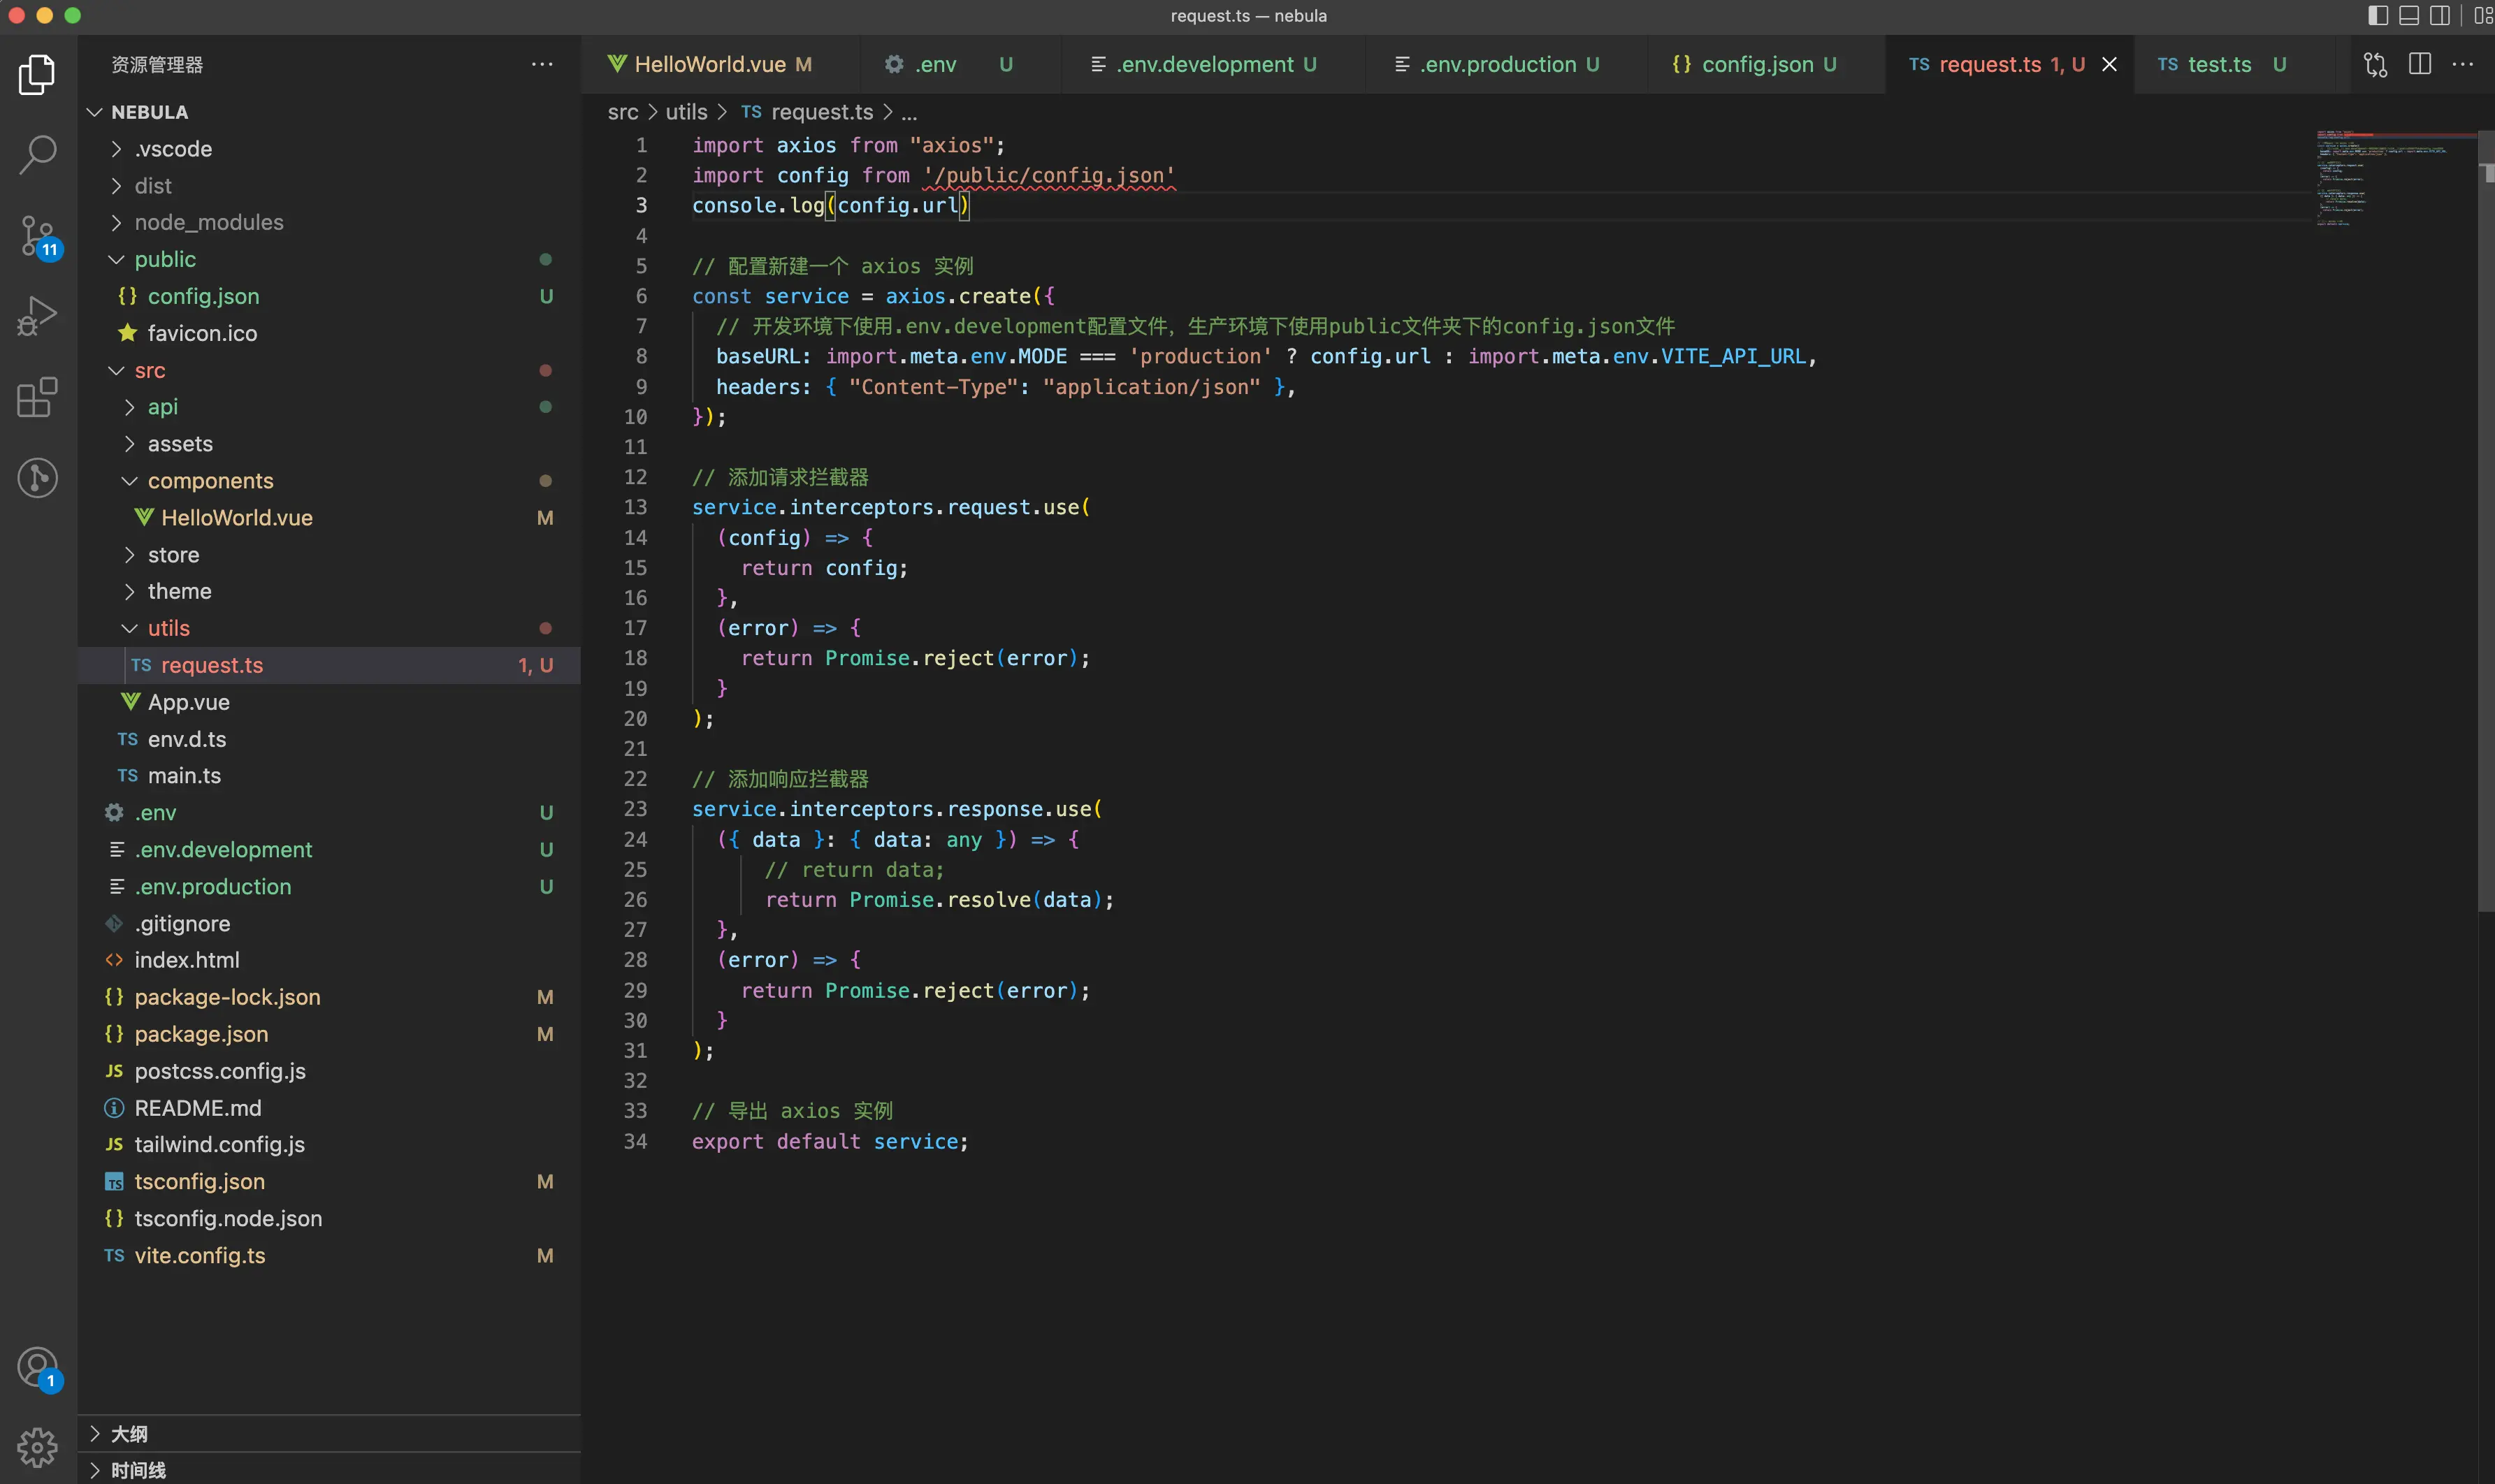 request.ts — nebula
资源管理器
NEBULA
.vscode
dist
node_modules
public
config.json U
favicon.ico
src
api
assets
components
HelloWorld.vue M
store
theme
utils
TS request.ts 1, U
App.vue
TS env.d.ts
TS main.ts
.env U
.env.development U
.env.production U
.gitignore
index.html
package-lock.json M
package.json M
JS postcss.config.js
README.md
JS tailwind.config.js
TS tsconfig.json M
tsconfig.node.json
TS vite.config.ts M
大纲
时间线
11
1
HelloWorld.vue M .env U .env.development U .env.production U {} config.json U TS request.ts 1, U TS test.ts U
src > utils > TS request.ts > ...
1 import axios from "axios";
2 import config from '/public/config.json'
3 console.log(config.url)
4
5 // 配置新建一个 axios 实例
6 const service = axios.create({
7 // 开发环境下使用.env.development配置文件，生产环境下使用public文件夹下的config.json文件
8 baseURL: import.meta.env.MODE === 'production' ? config.url : import.meta.env.VITE_API_URL,
9 headers: { "Content-Type": "application/json" },
10 });
11
12 // 添加请求拦截器
13 service.interceptors.request.use(
14 (config) => {
15 return config;
16 },
17 (error) => {
18 return Promise.reject(error);
19 }
20 );
21
22 // 添加响应拦截器
23 service.interceptors.response.use(
24 ({ data }: { data: any }) => {
25 // return data;
26 return Promise.resolve(data);
27 },
28 (error) => {
29 return Promise.reject(error);
30 }
31 );
32
33 // 导出 axios 实例
34 export default service;